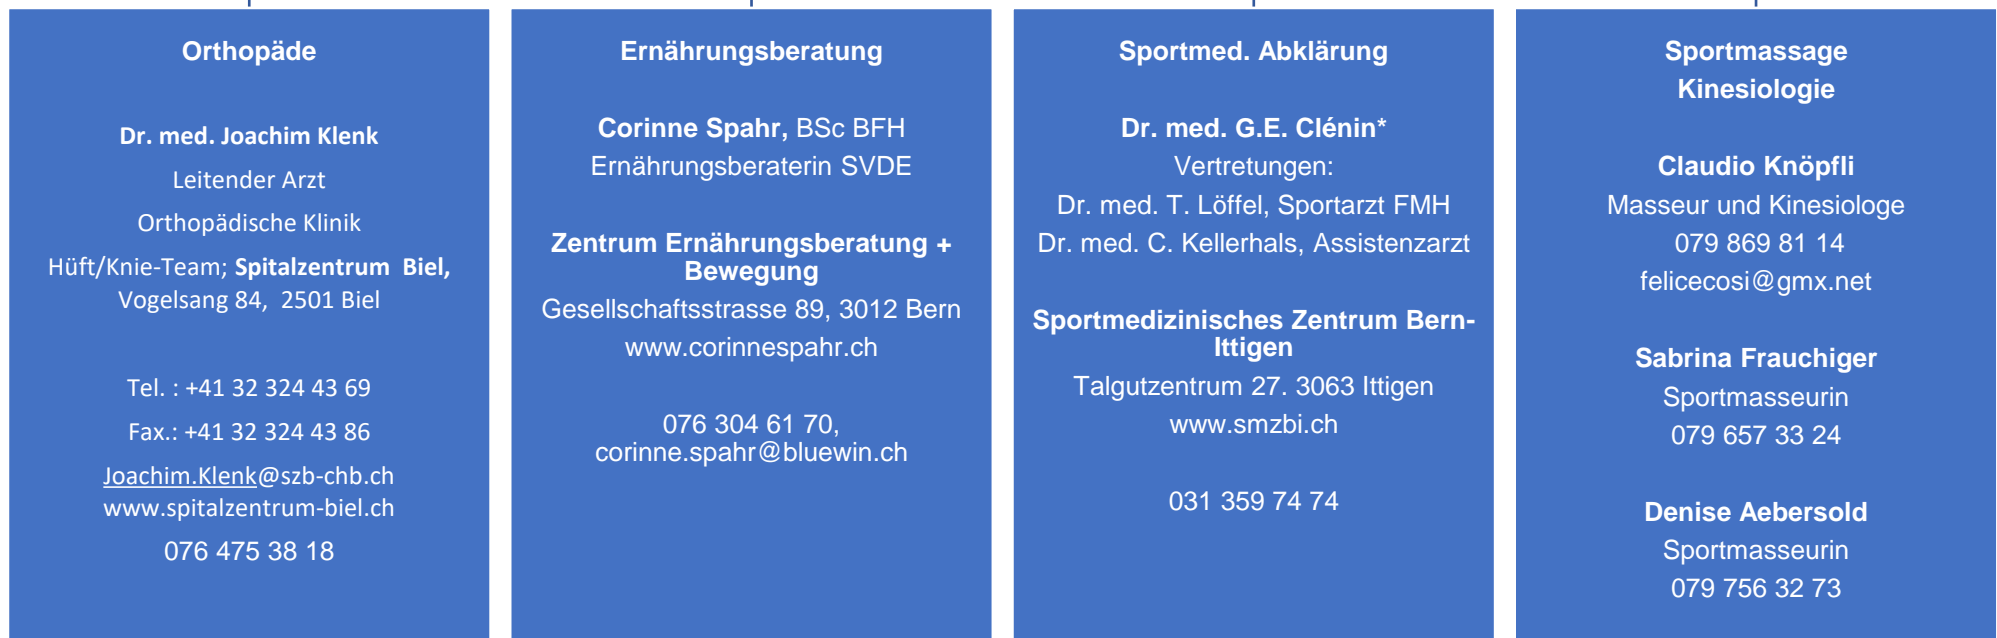 Orthopäde
Dr. med. Joachim Klenk
Leitender Arzt
Orthopädische Klinik
Hüft/Knie-Team; Spitalzentrum Biel,
Vogelsang 84, 2501 Biel
Tel. : +41 32 324 43 69
Fax.: +41 32 324 43 86
Joachim.Klenk@szb-chb.ch
www.spitalzentrum-biel.ch
076 475 38 18
Ernährungsberatung
Corinne Spahr, BSc BFH
Ernährungsberaterin SVDE
Zentrum Ernährungsberatung +
Bewegung
Gesellschaftsstrasse 89, 3012 Bern
www.corinnespahr.ch
076 304 61 70,
corinne.spahr@bluewin.ch
Sportmed. Abklärung
Dr. med. G.E. Clénin*
Vertretungen:
Dr. med. T. Löffel, Sportarzt FMH
Dr. med. C. Kellerhals, Assistenzarzt
Sportmedizinisches Zentrum Bern-
Ittigen
Talgutzentrum 27. 3063 Ittigen
www.smzbi.ch
031 359 74 74
Sportmassage
Kinesiologie
Claudio Knöpfli
Masseur und Kinesiologe
079 869 81 14
felicecosi@gmx.net
Sabrina Frauchiger
Sportmasseurin
079 657 33 24
Denise Aebersold
Sportmasseurin
079 756 32 73